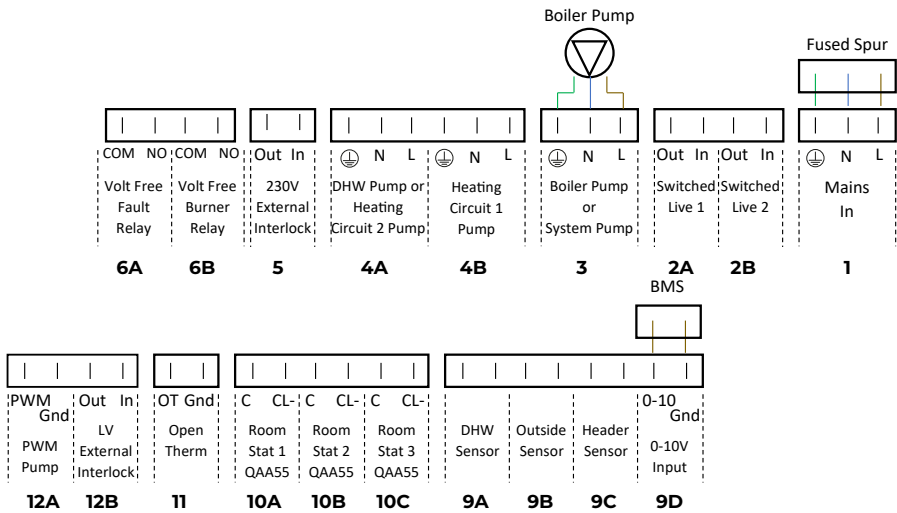 Boiler Pump
Fused Spur
COM NO COM NO Out In ⏚ N L ⏚ N L ⏚ N L Out In Out In ⏚ N L
Volt Free Fault Relay
Volt Free Burner Relay
230V External Interlock
DHW Pump or Heating Circuit 2 Pump
Heating Circuit 1 Pump
Boiler Pump or System Pump
Switched Live 1
Switched Live 2
Mains In
6A 6B 5 4A 4B 3 2A 2B 1
BMS
PWM Gnd Out In OT Gnd C CL- C CL- C CL- 0-10 Gnd
PWM Pump
LV External Interlock
Open Therm
Room Stat 1 QAA55
Room Stat 2 QAA55
Room Stat 3 QAA55
DHW Sensor
Outside Sensor
Header Sensor
0-10V Input
12A 12B 11 10A 10B 10C 9A 9B 9C 9D